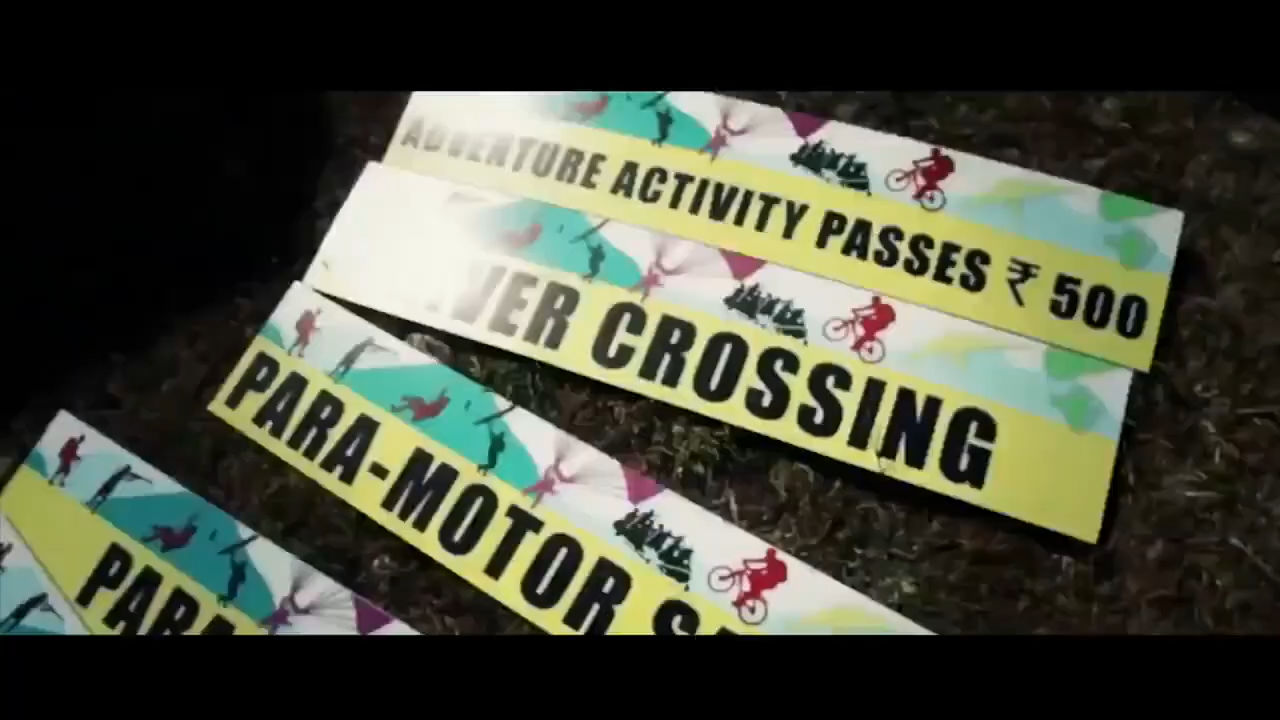 ADVENTURE ACTIVITY PASSES ₹ 500
CROSSING
PARA-MOTOR